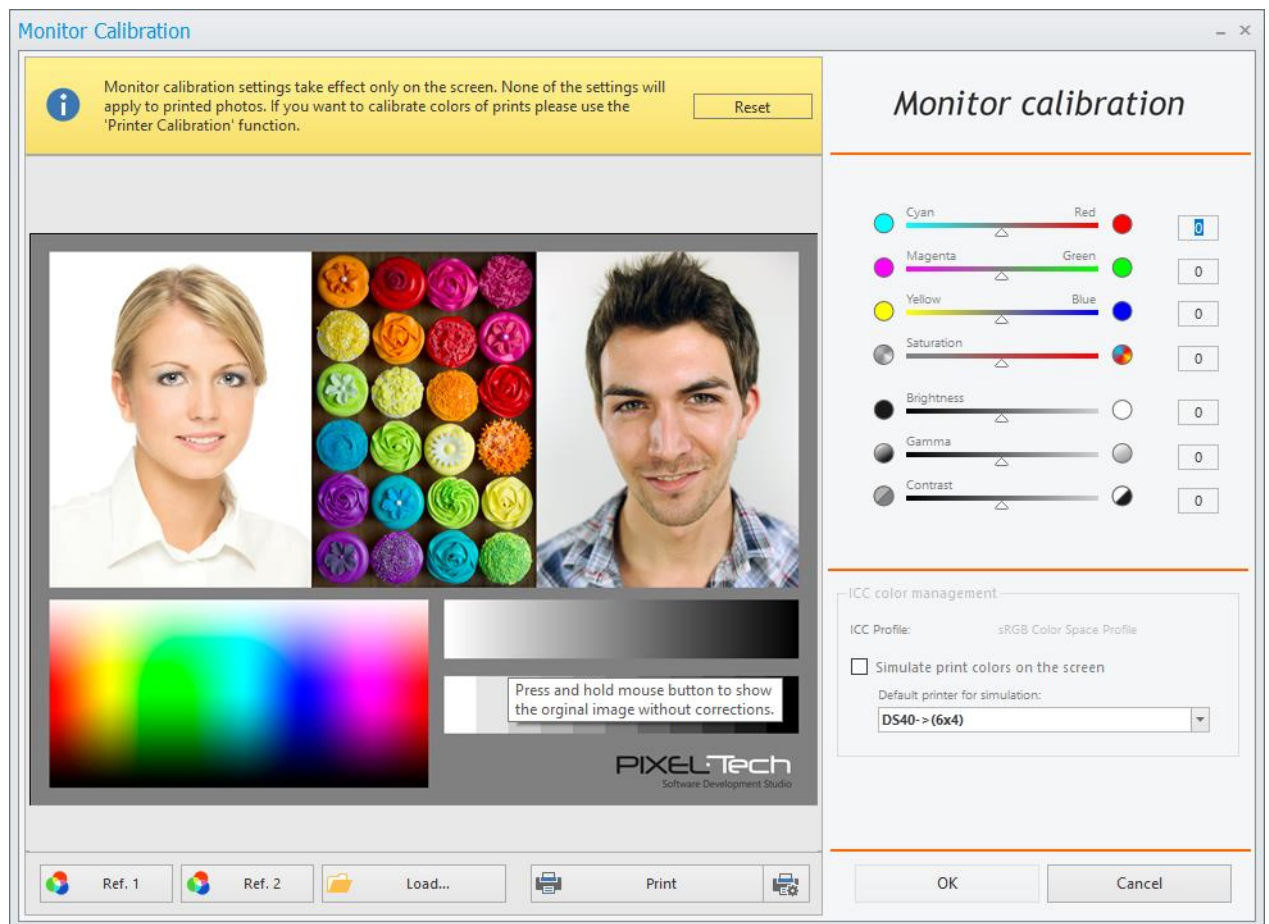 Monitor Calibration
Monitor calibration settings take effect only on the screen. None of the settings will
apply to printed photos. If you want to calibrate colors of prints please use the
'Printer Calibration' function.
Reset
Monitor calibration
Cyan Red
0
Magenta Green
0
Yellow Blue
0
Saturation
0
Brightness
0
Gamma
0
Contrast
0
Press and hold mouse button to show
the orginal image without corrections.
PIXEL·Tech
Software Development Studio
ICC color management
ICC Profile: sRGB Color Space Profile
Simulate print colors on the screen
Default printer for simulation:
DS40->(6x4)
Ref. 1
Ref. 2
Load...
Print
OK
Cancel